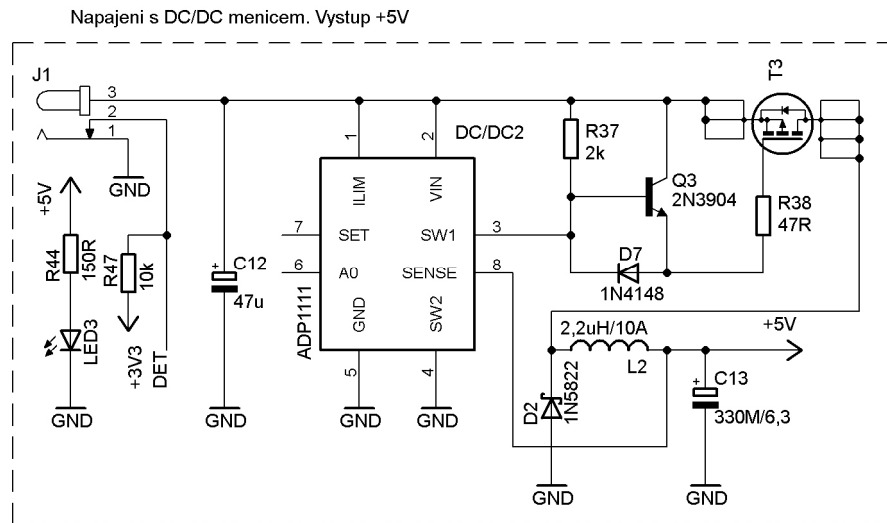 Napajeni s DC/DC menicem. Vystup +5V
J1
3
2
1
GND
+5V
R44
150R
LED3
GND
R47
10k
+3V3
DET
C12
+
47u
GND
DC/DC2
ADP1111
1
2
ILIM
VIN
7
SET
SW1
3
6
A0
SENSE
8
GND
SW2
5
4
GND
GND
R37
2k
Q3
2N3904
D7
1N4148
T3
R38
47R
2,2uH/10A
L2
+5V
D2
1N5822
GND
C13
+
330M/6,3
GND